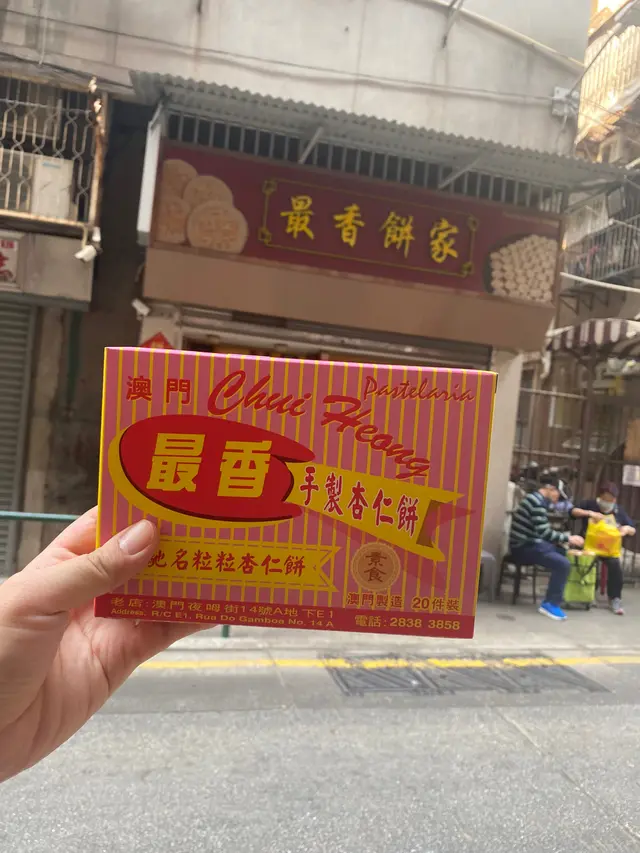 最香餅家
澳門 Chui Heong Pastelaria
最香
手製杏仁餅
馳名粒粒杏仁餅
素食
澳門製造 20件裝
老店:澳門夜呣街14號A地下E1
Address: R/C E1, Rua Do Gamboa No. 14 A
電話:2838 3858